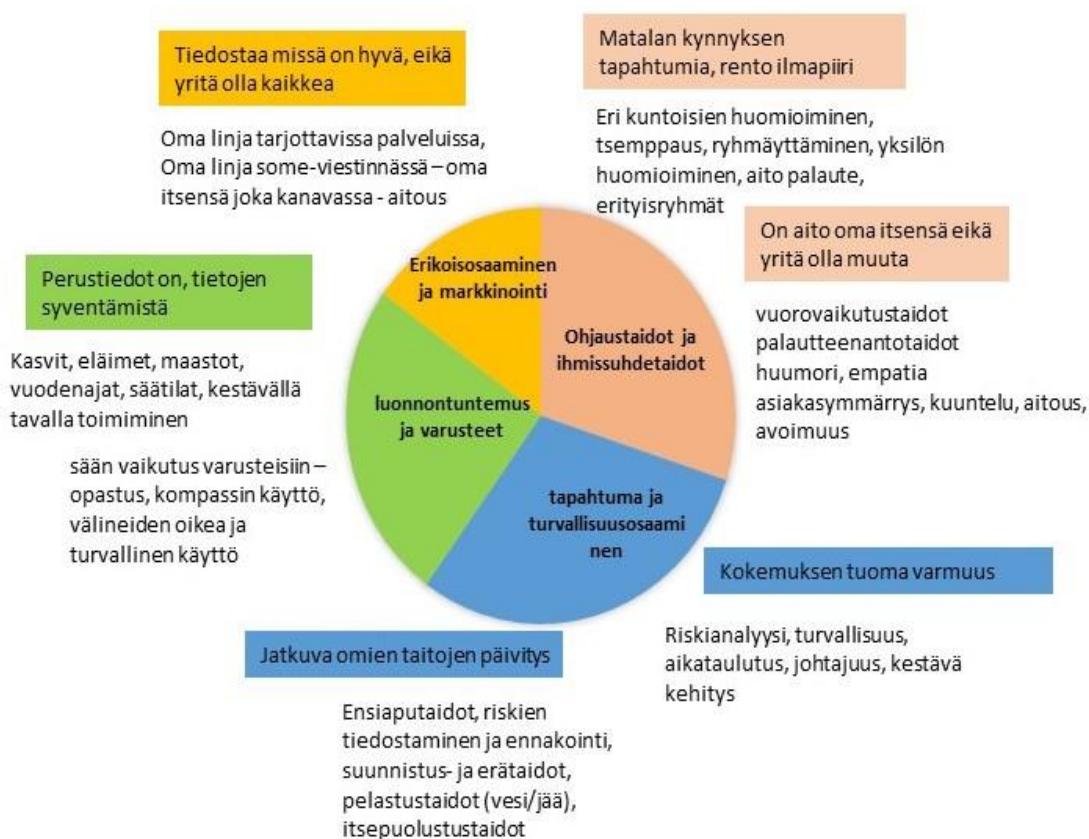 Tiedostaa missä on hyvä, eikä
yritä olla kaikkea
Oma linja tarjottavissa palveluissa,
Oma linja some-viestinnässä – oma
itsensä joka kanavassa - aitous
Matalan kynnyksen
tapahtumia, rento ilmapiiri
Eri kuntoisien huomioiminen,
tsemppaus, ryhmäyttäminen, yksilön
huomioiminen, aito palaute,
erityisryhmät
On aito oma itsensä eikä
yritä olla muuta
vuorovaikutustaidot
palautteenantotaidot
huumori, empatia
asiakasymmärrys, kuuntelu, aitous,
avoimuus
Perustiedot on, tietojen
syventämistä
Kasvit, eläimet, maastot,
vuodenajat, säätilat, kestävällä
tavalla toimiminen
sään vaikutus varusteisiin –
opastus, kompassin käyttö,
välineiden oikea ja
turvallinen käyttö
Erikoisosaaminen
ja markkinointi
Ohjaustaidot ja
ihmissuhdetaidot
luonnontuntemus
ja varusteet
tapahtuma ja
turvallisuusosaami
nen
Kokemuksen tuoma varmuus
Riskianalyysi, turvallisuus,
aikataulutus, johtajuus, kestävä
kehitys
Jatkuva omien taitojen päivitys
Ensiaputaidot, riskien
tiedostaminen ja ennakointi,
suunnistus- ja erätaidot,
pelastustaidot (vesi/jää),
itsepuolustustaidot